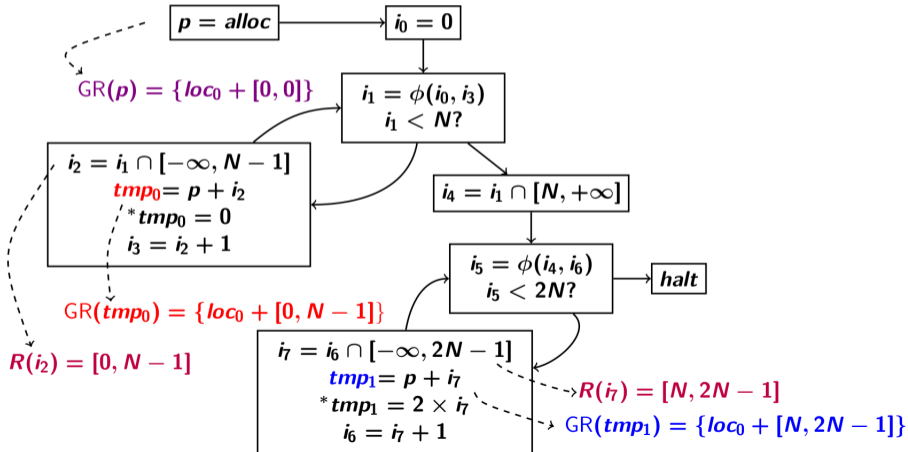 p = alloc
i₀ = 0
GR(p) = {loc₀ + [0, 0]}
i₁ = ϕ(i₀, i₃)
i₁ < N?
i₂ = i₁ ∩ [−∞, N − 1]
tmp₀= p + i₂
*tmp₀ = 0
i₃ = i₂ + 1
i₄ = i₁ ∩ [N, +∞]
i₅ = ϕ(i₄, i₆)
i₅ < 2N?
halt
GR(tmp₀) = {loc₀ + [0, N − 1]}
R(i₂) = [0, N − 1]
i₇ = i₆ ∩ [−∞, 2N − 1]
tmp₁= p + i₇
*tmp₁ = 2 × i₇
i₆ = i₇ + 1
R(i₇) = [N, 2N − 1]
GR(tmp₁) = {loc₀ + [N, 2N − 1]}